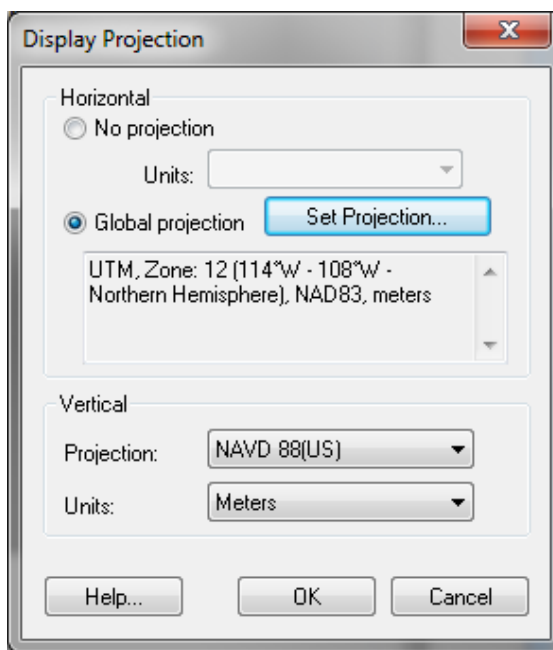 Display Projection
Horizontal
No projection
Units:
Global projection
Set Projection...
UTM, Zone: 12 (114°W - 108°W -
Northern Hemisphere), NAD83, meters
Vertical
Projection:
NAVD 88(US)
Units:
Meters
Help...
OK
Cancel